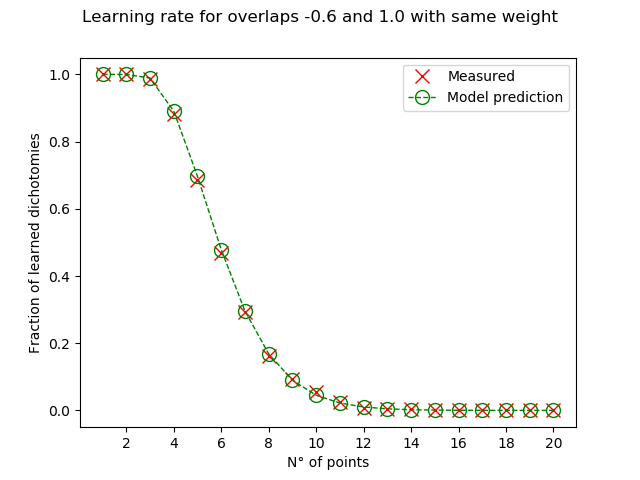 Learning rate for overlaps -0.6 and 1.0 with same weight
Measured
Model prediction
Fraction of learned dichotomies
1.0
0.8
0.6
0.4
0.2
0.0
2 4 6 8 10 12 14 16 18 20
N° of points